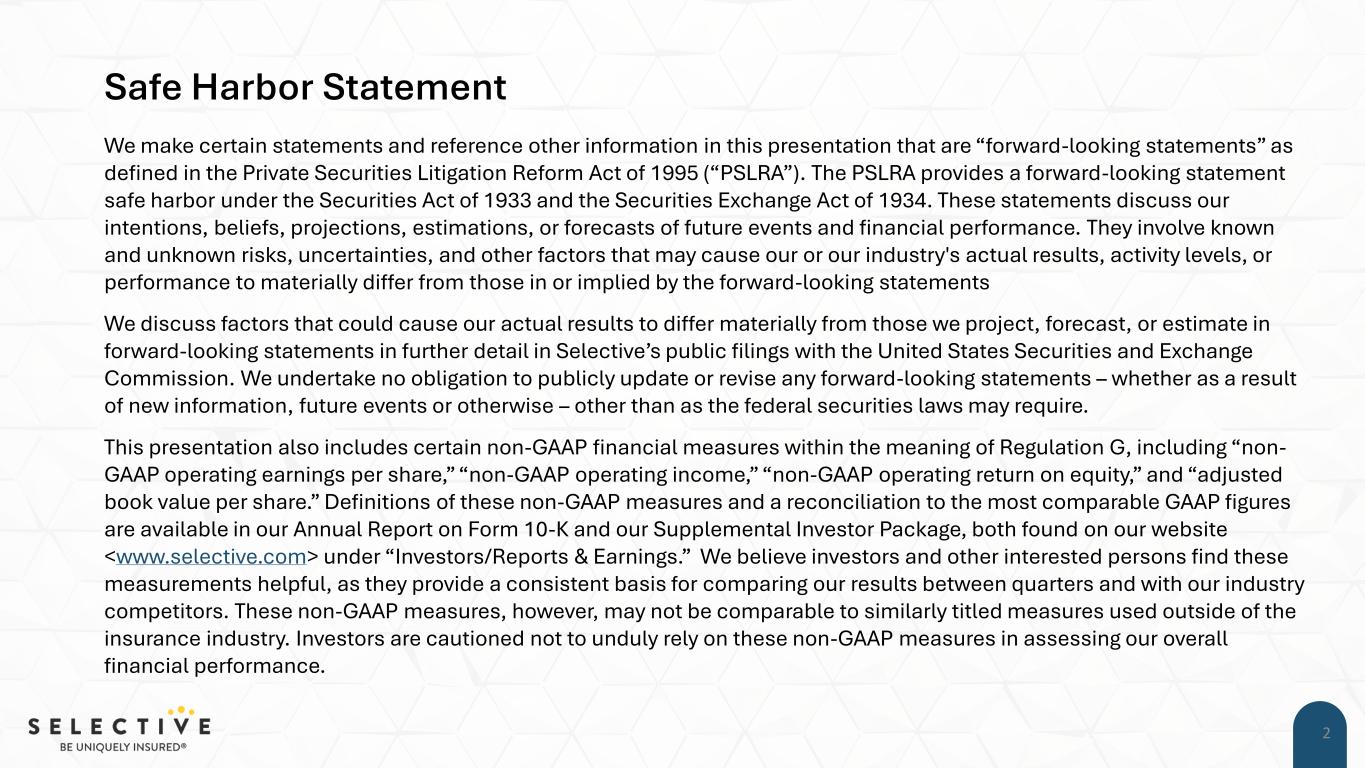 Safe Harbor Statement
We make certain statements and reference other information in this presentation that are “forward-looking statements” as
defined in the Private Securities Litigation Reform Act of 1995 (“PSLRA”). The PSLRA provides a forward-looking statement
safe harbor under the Securities Act of 1933 and the Securities Exchange Act of 1934. These statements discuss our
intentions, beliefs, projections, estimations, or forecasts of future events and financial performance. They involve known
and unknown risks, uncertainties, and other factors that may cause our or our industry's actual results, activity levels, or
performance to materially differ from those in or implied by the forward-looking statements
We discuss factors that could cause our actual results to differ materially from those we project, forecast, or estimate in
forward-looking statements in further detail in Selective’s public filings with the United States Securities and Exchange
Commission. We undertake no obligation to publicly update or revise any forward-looking statements – whether as a result
of new information, future events or otherwise – other than as the federal securities laws may require.
This presentation also includes certain non-GAAP financial measures within the meaning of Regulation G, including “non-
GAAP operating earnings per share,” “non-GAAP operating income,” “non-GAAP operating return on equity,” and “adjusted
book value per share.” Definitions of these non-GAAP measures and a reconciliation to the most comparable GAAP figures
are available in our Annual Report on Form 10-K and our Supplemental Investor Package, both found on our website
<www.selective.com> under “Investors/Reports & Earnings.”  We believe investors and other interested persons find these
measurements helpful, as they provide a consistent basis for comparing our results between quarters and with our industry
competitors. These non-GAAP measures, however, may not be comparable to similarly titled measures used outside of the
insurance industry. Investors are cautioned not to unduly rely on these non-GAAP measures in assessing our overall
financial performance.
SELECTIVE
BE UNIQUELY INSURED®
2